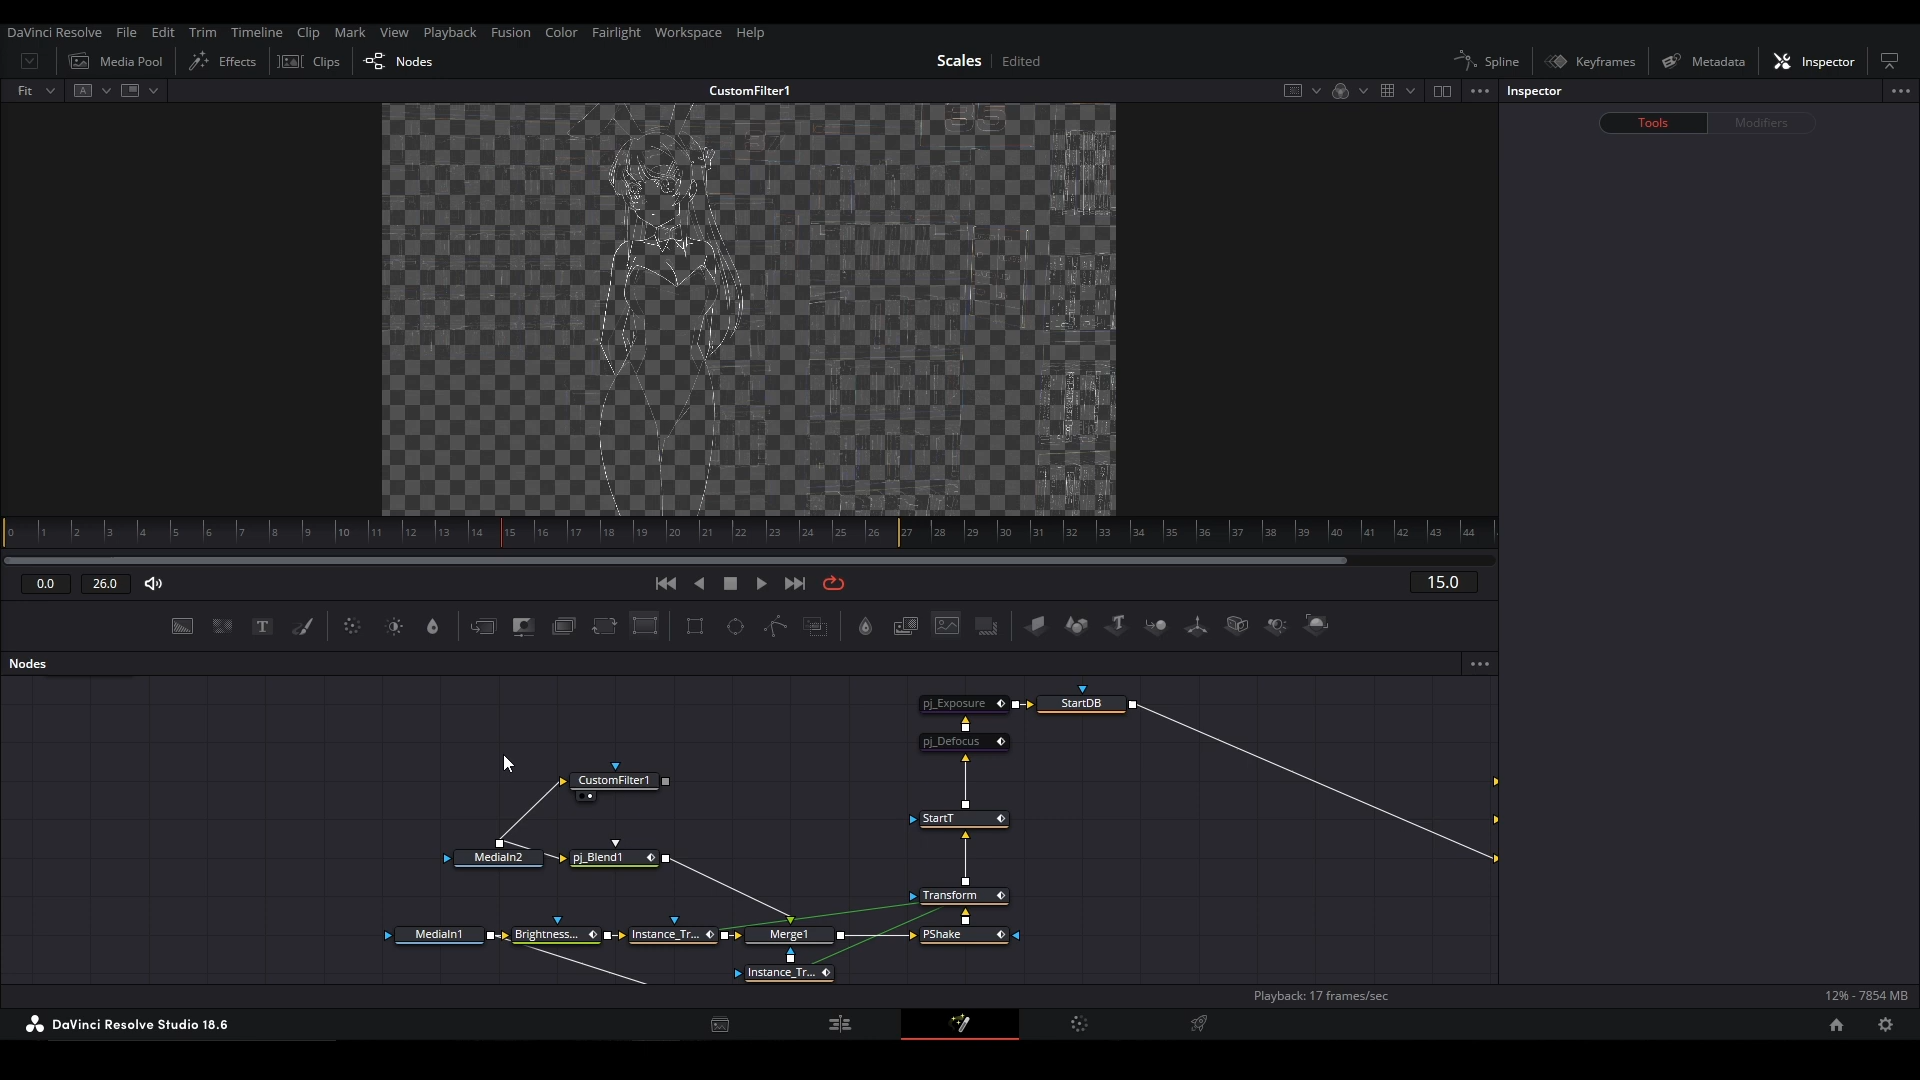 DaVinci Resolve File Edit Trim Timeline Clip Mark View Playback Fusion Color Fairlight Workspace Help
Media Pool Effects Clips Nodes Scales Edited Spline Keyframes Metadata Inspector
Fit A CustomFilter1 Inspector
Tools Modifiers
0 1 2 3 4 5 6 7 8 9 10 11 12 13 14 15 16 17 18 19 20 21 22 23 24 25 26 27 28 29 30 31 32 33 34 35 36 37 38 39 40 41 42 43 44
0.0 26.0 15.0
T
Nodes
pj_Exposure StartDB
pj_Defocus
CustomFilter1
StartT
MediaIn2 pj_Blend1
Transform
MediaIn1 Brightness... Instance_Tr... Merge1 PShake
Instance_Tr...
Playback: 17 frames/sec 12% - 7854 MB
DaVinci Resolve Studio 18.6